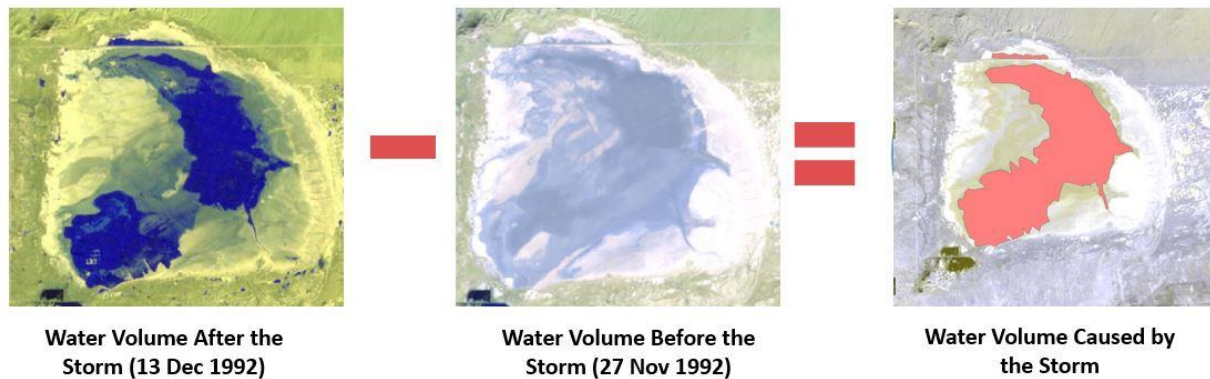 Water Volume After the
Storm (13 Dec 1992)
Water Volume Before the
Storm (27 Nov 1992)
Water Volume Caused by
the Storm